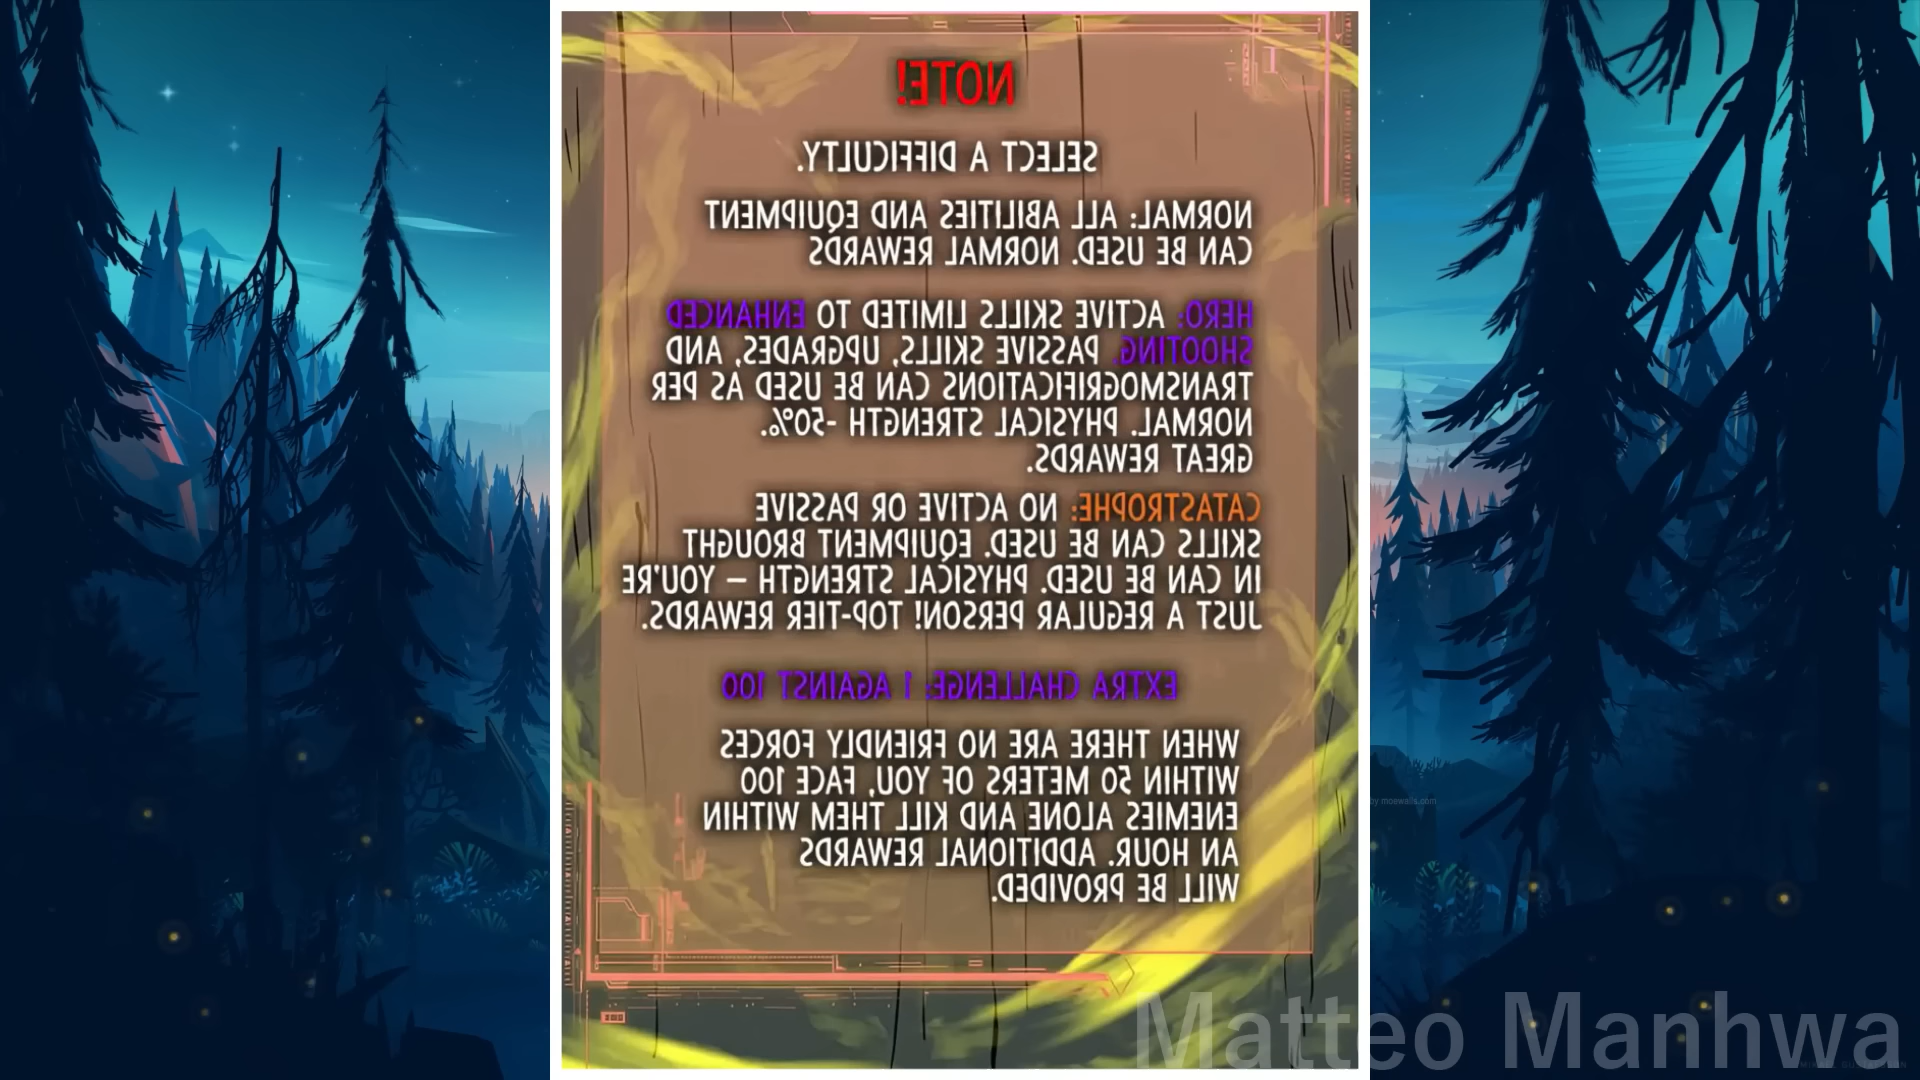 NOTE!
SELECT A DIFFICULTY.
NORMAL: ALL ABILITIES AND EQUIPMENT
CAN BE USED. NORMAL REWARDS
HERO: ACTIVE SKILLS LIMITED TO ENHANCED
SHOOTING. PASSIVE SKILLS, UPGRADES, AND
TRANSMOGRIFICATIONS CAN BE USED AS PER
NORMAL. PHYSICAL STRENGTH -50%.
GREAT REWARDS.
CATASTROPHE: NO ACTIVE OR PASSIVE
SKILLS CAN BE USED. EQUIPMENT BROUGHT
IN CAN BE USED. PHYSICAL STRENGTH – YOU'RE
JUST A REGULAR PERSON! TOP-TIER REWARDS.
EXTRA CHALLENGE: 1 AGAINST 100
WHEN THERE ARE NO FRIENDLY FORCES
WITHIN 50 METERS OF YOU, FACE 100
ENEMIES ALONE AND KILL THEM WITHIN
AN HOUR. ADDITIONAL REWARDS
WILL BE PROVIDED.
by moewalls.com
Matteo Manhwa